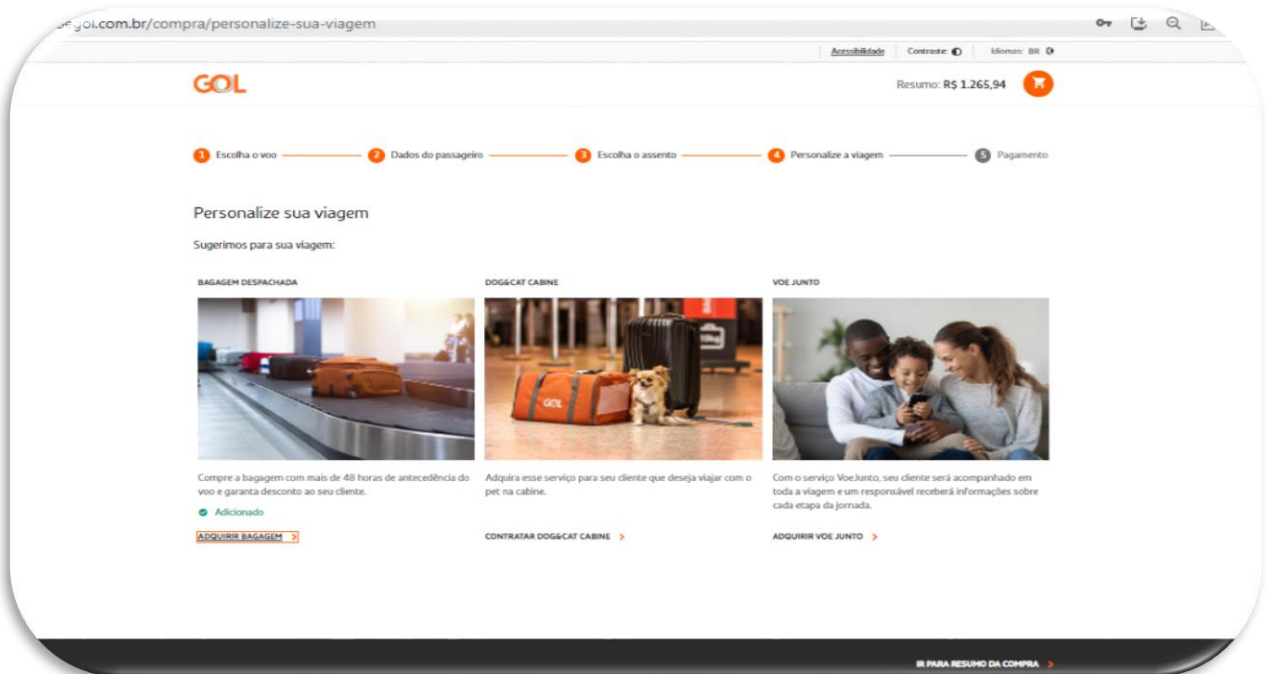 egol.com.br/compra/personalize-sua-viagem
Acessibilidade Contraste: Idiomas: BR
GOL
Resumo: R$ 1.265,94
1 Escolha o voo 2 Dados do passageiro 3 Escolha o assento 4 Personalize a viagem 5 Pagamento
Personalize sua viagem
Sugerimos para sua viagem:
BAGAGEM DESPACHADA
Compre a bagagem com mais de 48 horas de antecedência do
voo e garanta desconto ao seu cliente.
Adicionado
ADQUIRIR BAGAGEM >
DOG&CAT CABINE
GOL
Adquira esse serviço para seu cliente que deseja viajar com o
pet na cabine.
CONTRATAR DOG&CAT CABINE >
VOE JUNTO
Com o serviço VoeJunto, seu cliente será acompanhado em
toda a viagem e um responsável receberá informações sobre
cada etapa da jornada.
ADQUIRIR VOE JUNTO >
IR PARA RESUMO DA COMPRA >